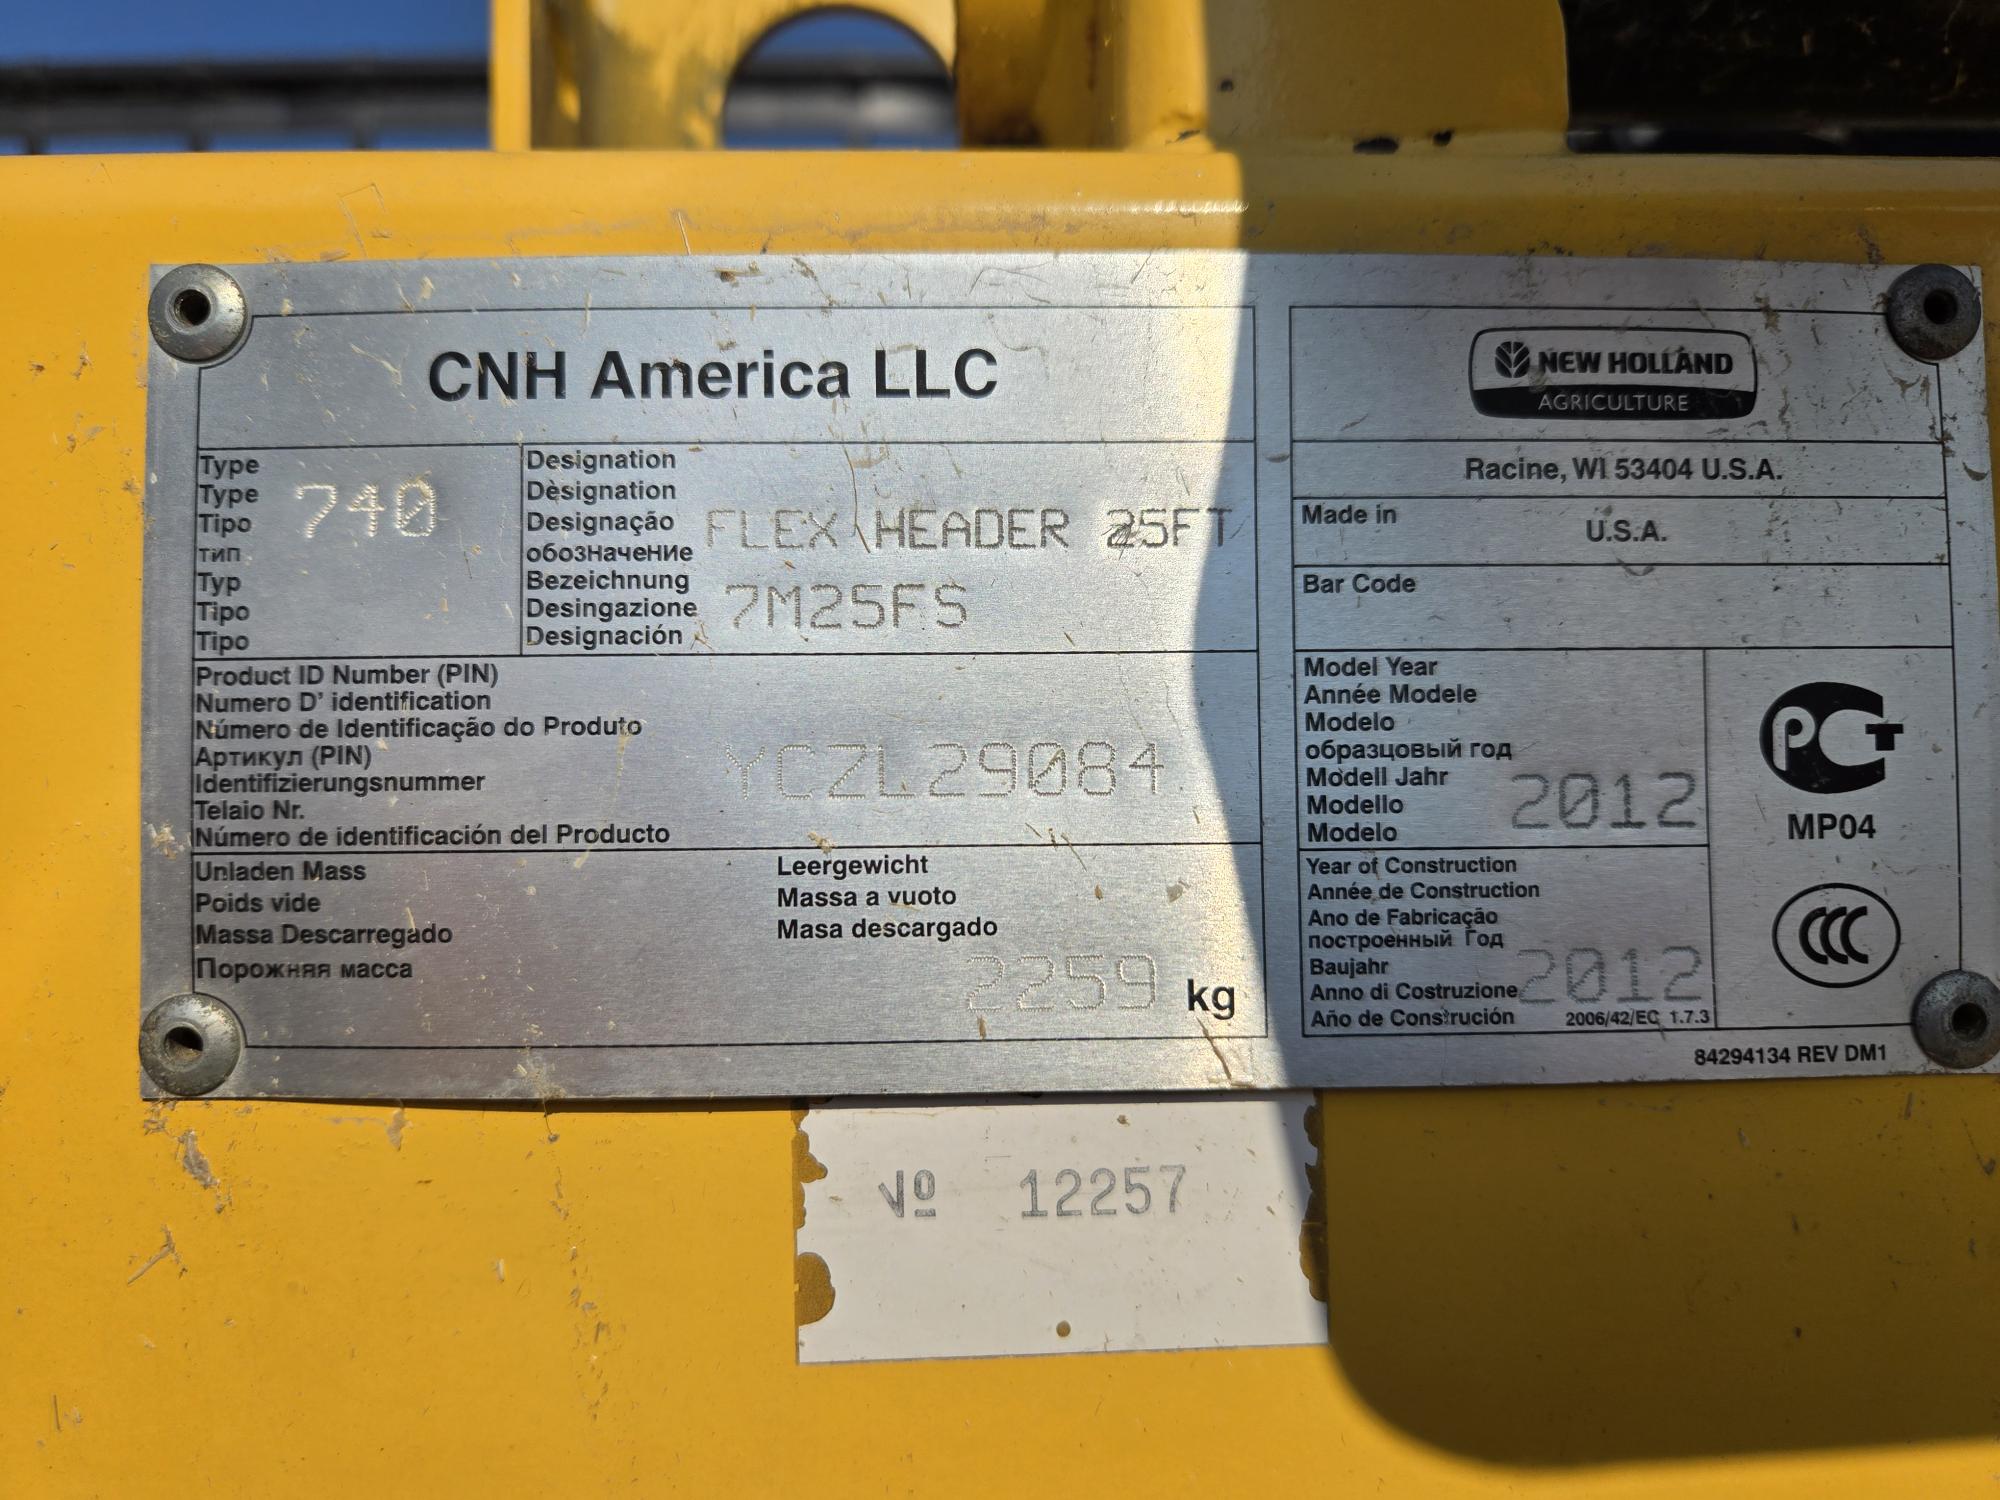 CNH America LLC
Type
Type
Tipo
тип
Typ
Tipo
Tipo
740
Designation
Dèsignation
Designação
обозначение
Bezeichnung
Desingazione
Designación
FLEX HEADER 25FT
7M25FS
Product ID Number (PIN)
Numero D' identification
Número de Identificação do Produto
Артикул (PIN)
Identifizierungsnummer
Telaio Nr.
Número de identificación del Producto
YCZL29084
Unladen Mass
Poids vide
Massa Descarregado
Порожняя масса
Leergewicht
Massa a vuoto
Masa descargado
2259 kg
NEW HOLLAND
AGRICULTURE
Racine, WI 53404 U.S.A.
Made in U.S.A.
Bar Code
Model Year
Année Modele
Modelo
образцовый год
Modell Jahr
Modello
Modelo
2012
Year of Construction
Année de Construction
Ano de Fabricação
построенный Год
Baujahr
Anno di Costruzione
Año de Construción
2012
2006/42/EC 1.7.3
РСТ
MP04
CCC
84294134 REV DM1
№ 12257